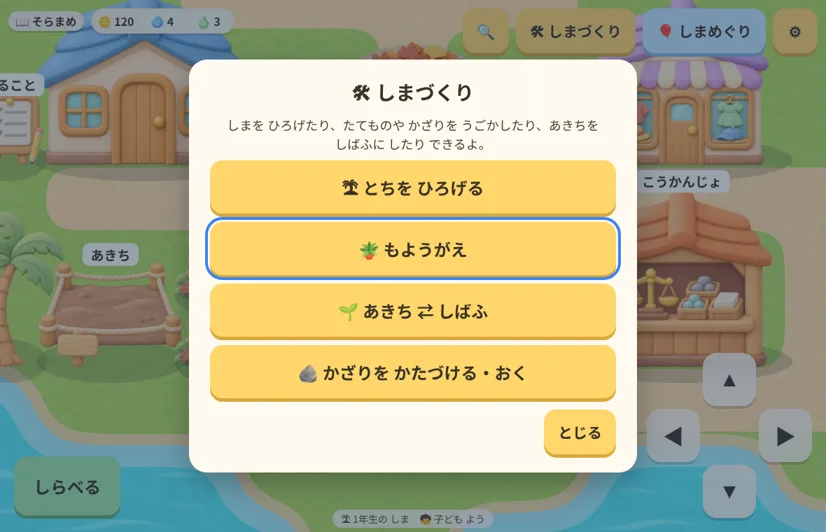 📖 そらまめ 120 4 3
🔍 🛠 しまづくり 🎈 しまめぐり ⚙
ること
🛠 しまづくり
しまを ひろげたり、たてものや かざりを うごかしたり、あきちを
しばふに したり できるよ。
🏝 とちを ひろげる
こうかんじょ
あきち
🪴 もようがえ
🌱 あきち ⇄ しばふ
🪨 かざりを かたづける・おく
▲
とじる
◀ ▶
しらべる
▼
🏝 1年生の しま 🧒 子ども よう